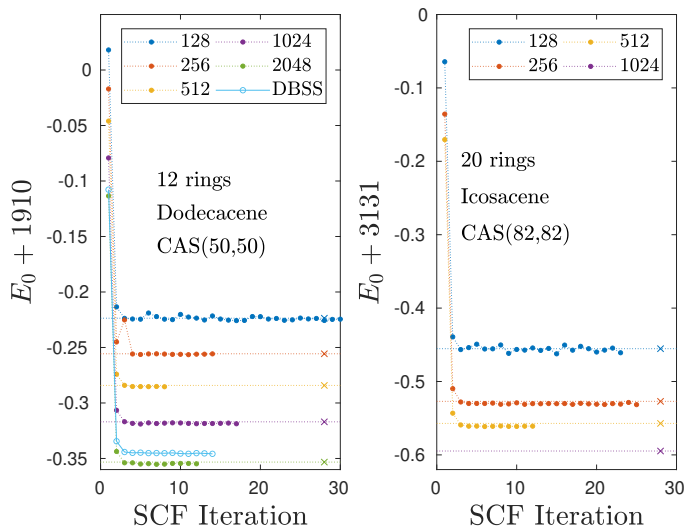 128 1024
256 2048
512 DBSS
0
-0.05
-0.1
-0.15
-0.2
-0.25
-0.3
-0.35
E₀ + 1910
12 rings
Dodecacene
CAS(50,50)
0 10 20 30
SCF Iteration
128 512
256 1024
0
-0.1
-0.2
-0.3
-0.4
-0.5
-0.6
E₀ + 3131
20 rings
Icosacene
CAS(82,82)
0 10 20 30
SCF Iteration